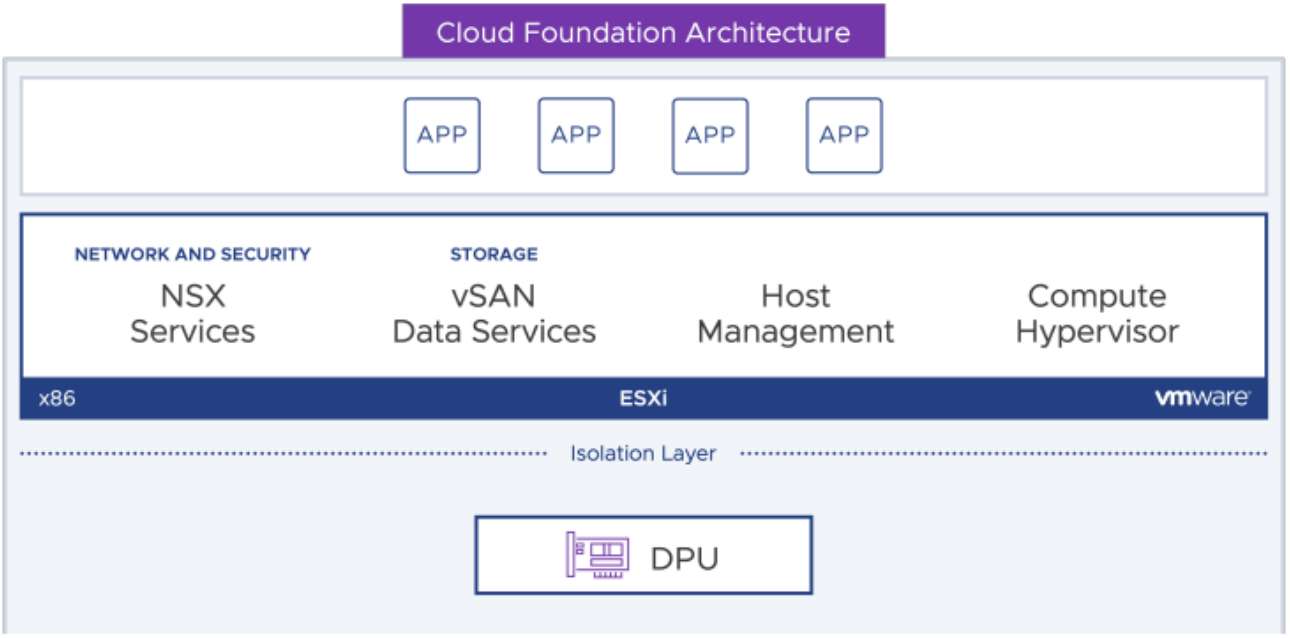 Cloud Foundation Architecture
APP APP APP APP
NETWORK AND SECURITY STORAGE
NSX vSAN Host Compute
Services Data Services Management Hypervisor
x86 ESXi vmware
Isolation Layer
DPU